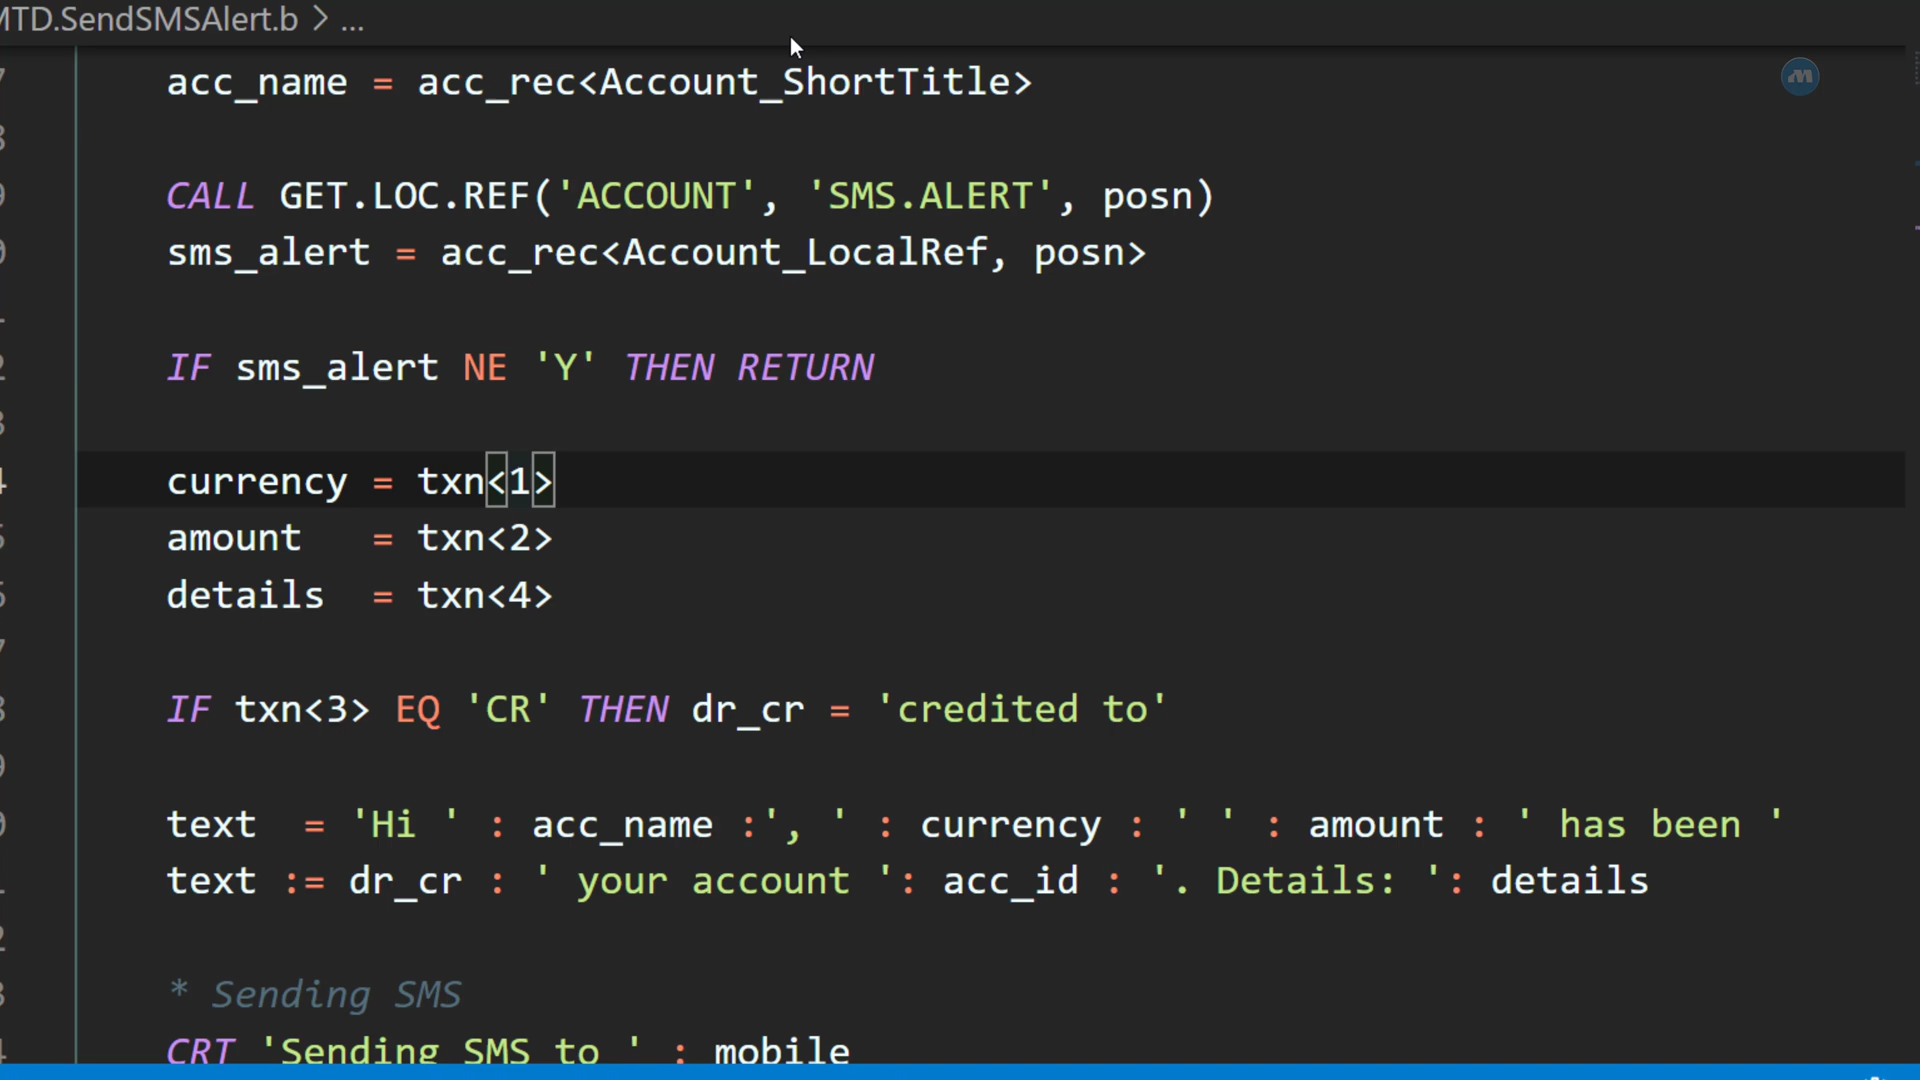 MTD.SendSMSAlert.b > ...
acc_name = acc_rec<Account_ShortTitle>
CALL GET.LOC.REF('ACCOUNT', 'SMS.ALERT', posn)
sms_alert = acc_rec<Account_LocalRef, posn>
IF sms_alert NE 'Y' THEN RETURN
currency = txn<1>
amount   = txn<2>
details  = txn<4>
IF txn<3> EQ 'CR' THEN dr_cr = 'credited to'
text  = 'Hi ' : acc_name :', ' : currency : ' ' : amount : ' has been '
text := dr_cr : ' your account ': acc_id : '. Details: ': details
* Sending SMS
CRT 'Sending SMS to ' : mobile